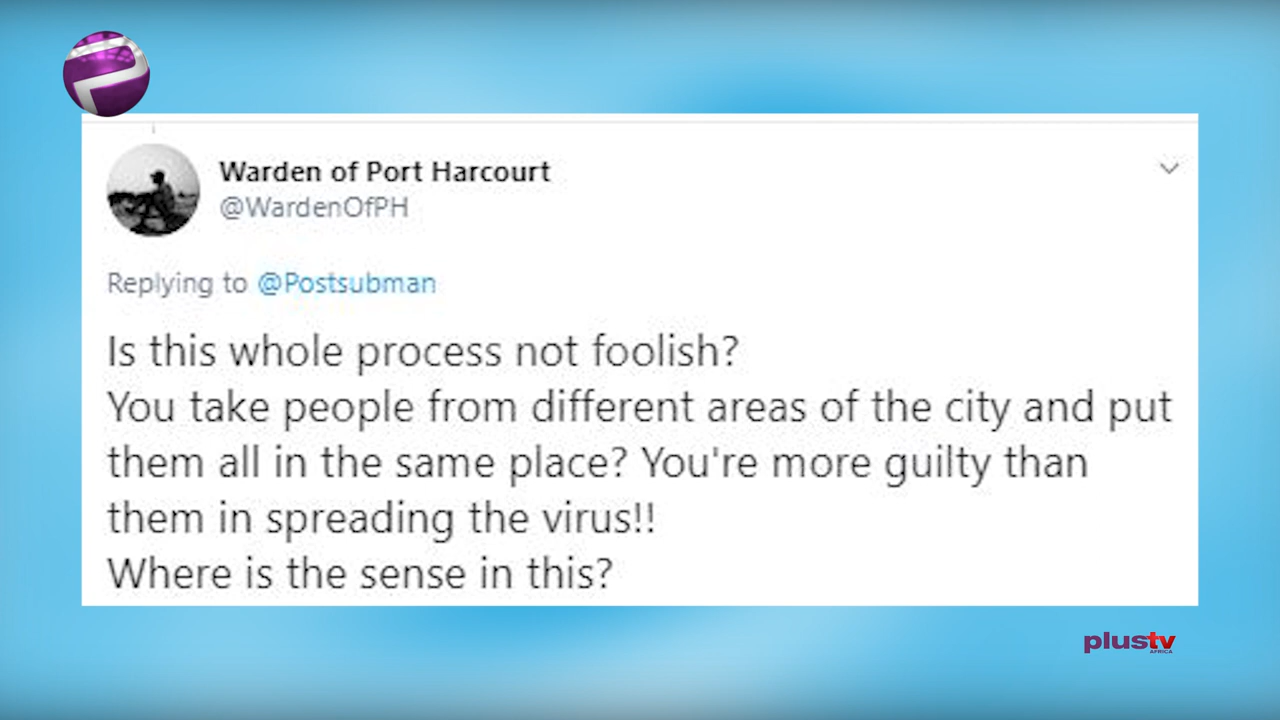 Warden of Port Harcourt
@WardenOfPH
Replying to @Postsubman
Is this whole process not foolish?
You take people from different areas of the city and put
them all in the same place? You're more guilty than
them in spreading the virus!!
Where is the sense in this?
plustv
AFRICA